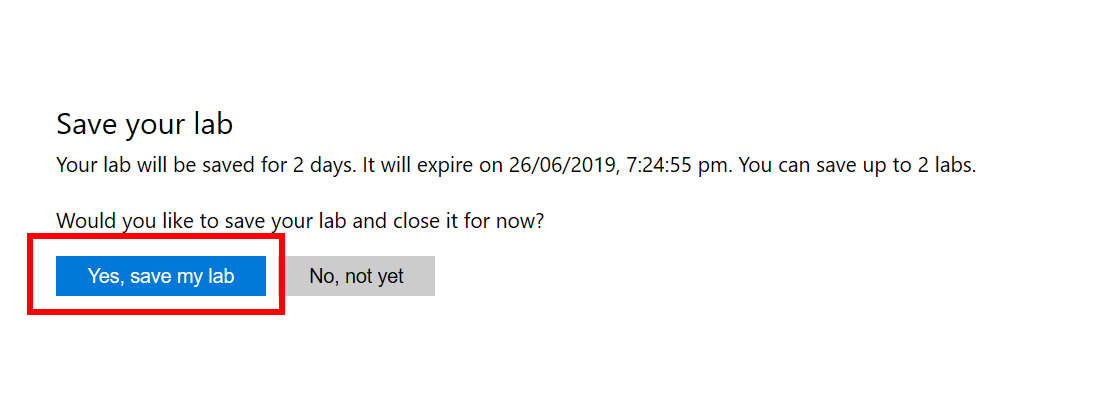 Save your lab
Your lab will be saved for 2 days. It will expire on 26/06/2019, 7:24:55 pm. You can save up to 2 labs.
Would you like to save your lab and close it for now?
Yes, save my lab
No, not yet